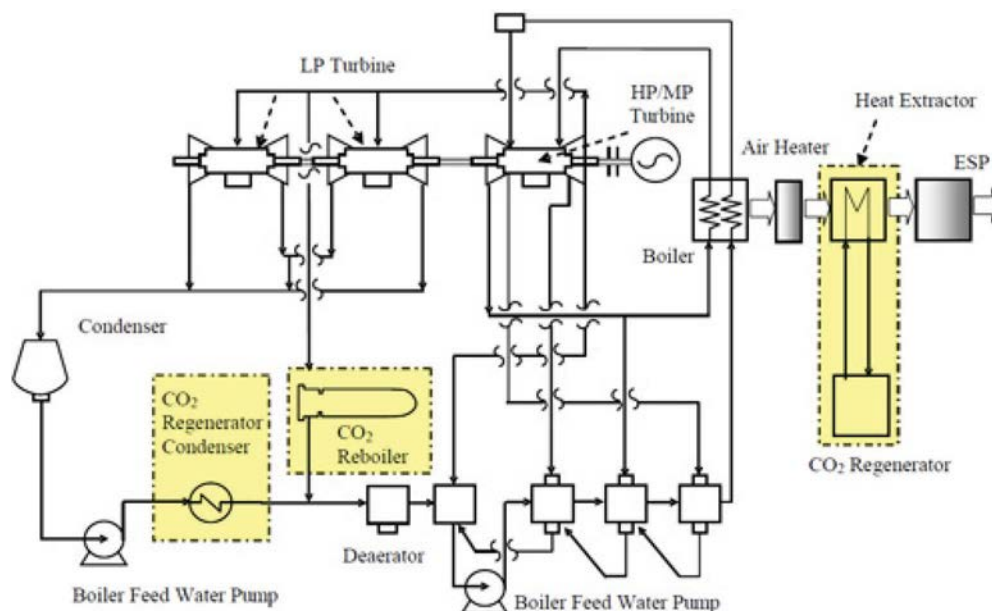 LP Turbine
HP/MP
Turbine
Heat Extractor
Air Heater
ESP
Boiler
Condenser
CO2
Regenerator
Condenser
CO2
Reboiler
CO2 Regenerator
Deaerator
Boiler Feed Water Pump
Boiler Feed Water Pump